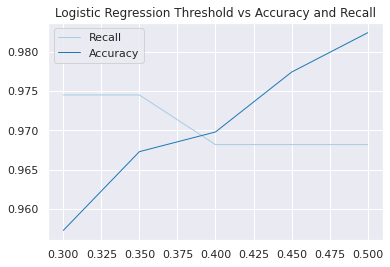 Logistic Regression Threshold vs Accuracy and Recall
Recall
Accuracy
0.980
0.975
0.970
0.965
0.960
0.300 0.325 0.350 0.375 0.400 0.425 0.450 0.475 0.500